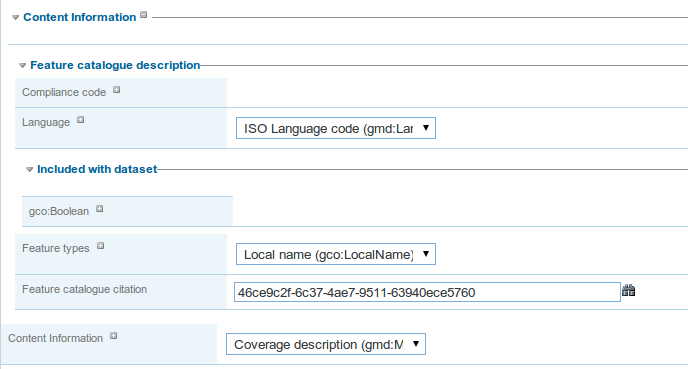 Content Information
Feature catalogue description
Compliance code
Language
ISO Language code (gmd:Lan
Included with dataset
gco:Boolean
Feature types
Local name (gco:LocalName)
Feature catalogue citation
46ce9c2f-6c37-4ae7-9511-63940ece5760
Content Information
Coverage description (gmd:M